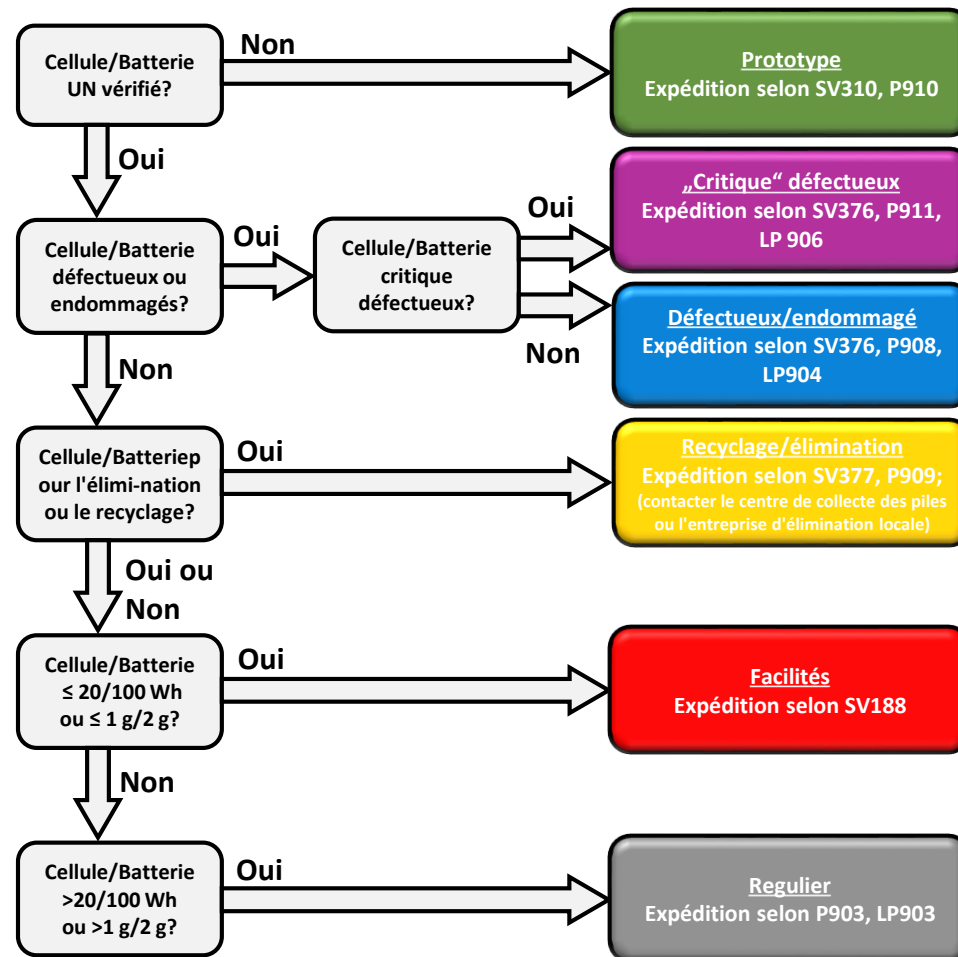 Cellule/Batterie
UN vérifié?
Non
Prototype
Expédition selon SV310, P910
Oui
Cellule/Batterie
défectueux ou
endommagés?
Oui
Cellule/Batterie
critique
défectueux?
Oui
„Critique“ défectueux
Expédition selon SV376, P911,
LP 906
Non
Défectueux/endommagé
Expédition selon SV376, P908,
LP904
Non
Cellule/Batteriep
our l'élimi-nation
ou le recyclage?
Oui
Recyclage/élimination
Expédition selon SV377, P909;
(contacter le centre de collecte des piles
ou l'entreprise d'élimination locale)
Oui ou
Non
Cellule/Batterie
≤ 20/100 Wh
ou ≤ 1 g/2 g?
Oui
Facilités
Expédition selon SV188
Non
Cellule/Batterie
>20/100 Wh
ou >1 g/2 g?
Oui
Regulier
Expédition selon P903, LP903